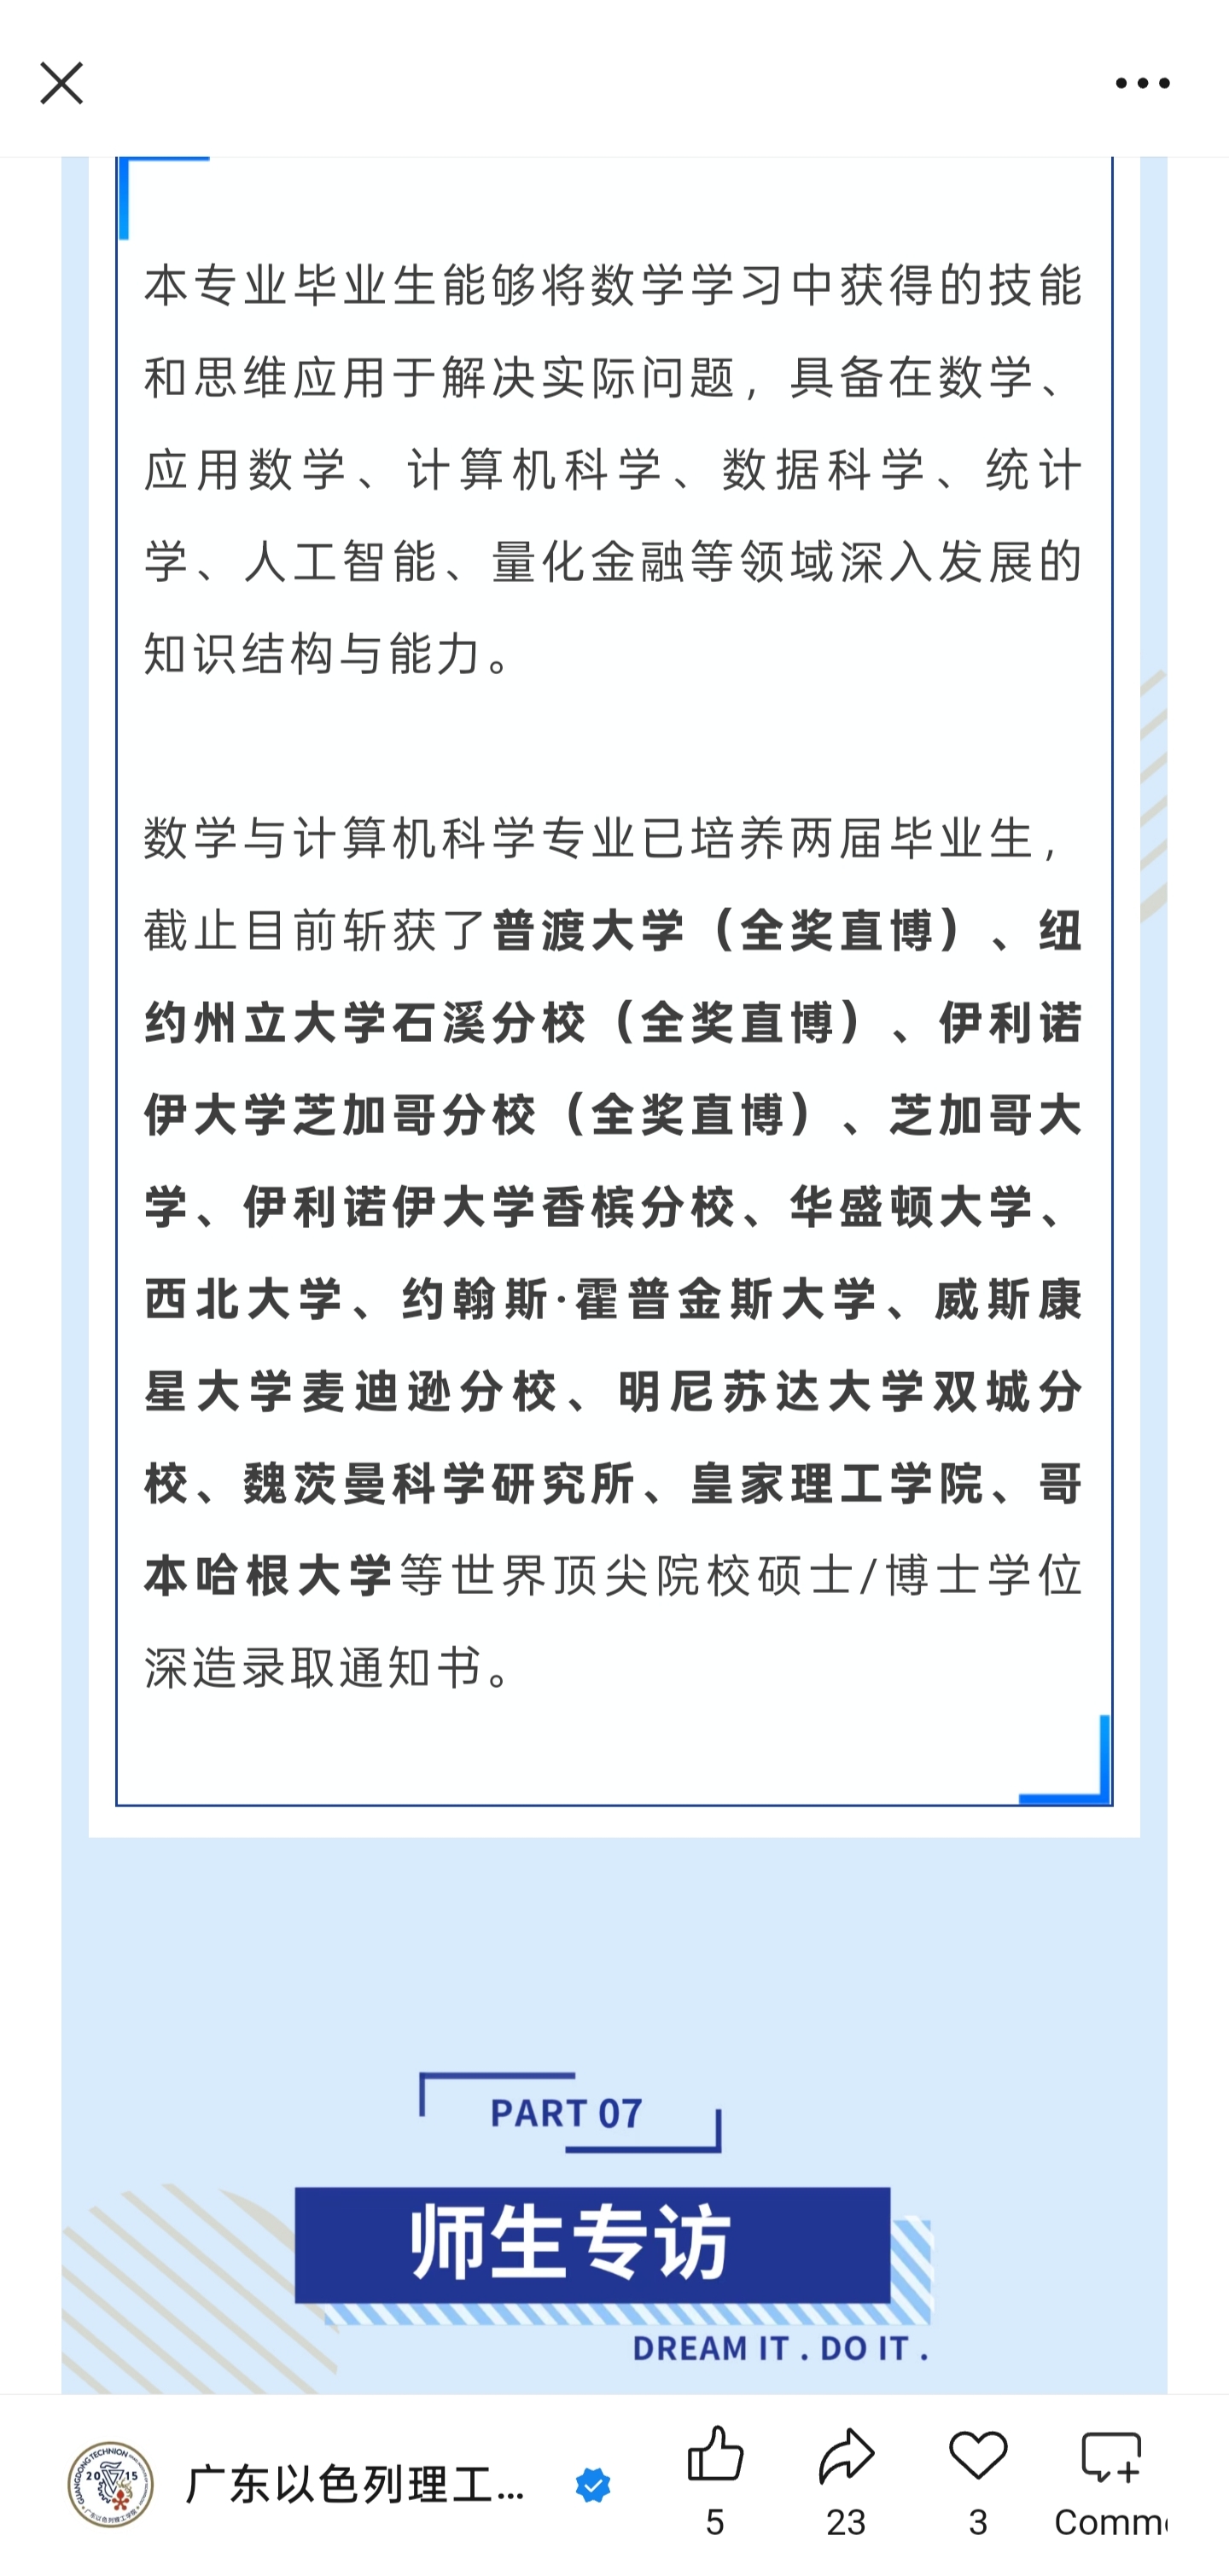 本专业毕业生能够将数学学习中获得的技能
和思维应用于解决实际问题，具备在数学、
应用数学、计算机科学、数据科学、统计
学、人工智能、量化金融等领域深入发展的
知识结构与能力。
数学与计算机科学专业已培养两届毕业生，
截止目前斩获了普渡大学（全奖直博）、纽
约州立大学石溪分校（全奖直博）、伊利诺
伊大学芝加哥分校（全奖直博）、芝加哥大
学、伊利诺伊大学香槟分校、华盛顿大学、
西北大学、约翰斯·霍普金斯大学、威斯康
星大学麦迪逊分校、明尼苏达大学双城分
校、魏茨曼科学研究所、皇家理工学院、哥
本哈根大学等世界顶尖院校硕士/博士学位
深造录取通知书。
PART 07
师生专访
DREAM IT . DO IT .
GUANGDONG TECHNION
2015
广东以色列理工学院
广东以色列理工...
5
23
3
Comm